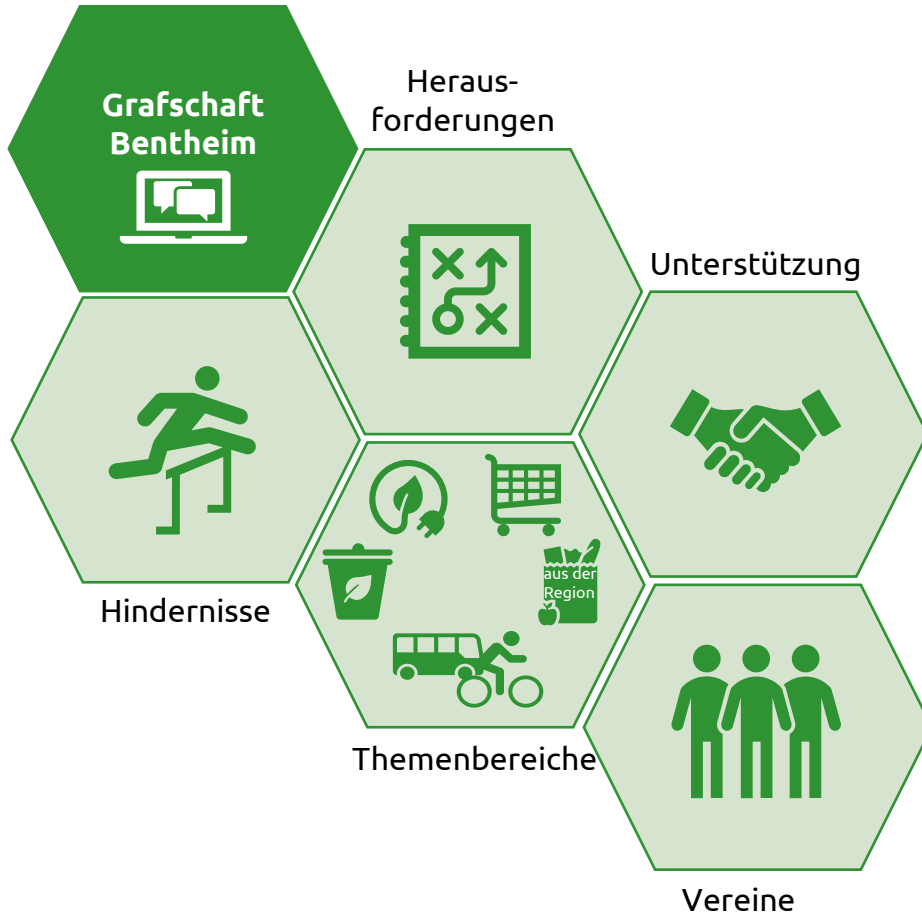 Grafschaft
Bentheim
Heraus-
forderungen
Unterstützung
aus der
Region
Hindernisse
Themenbereiche
Vereine